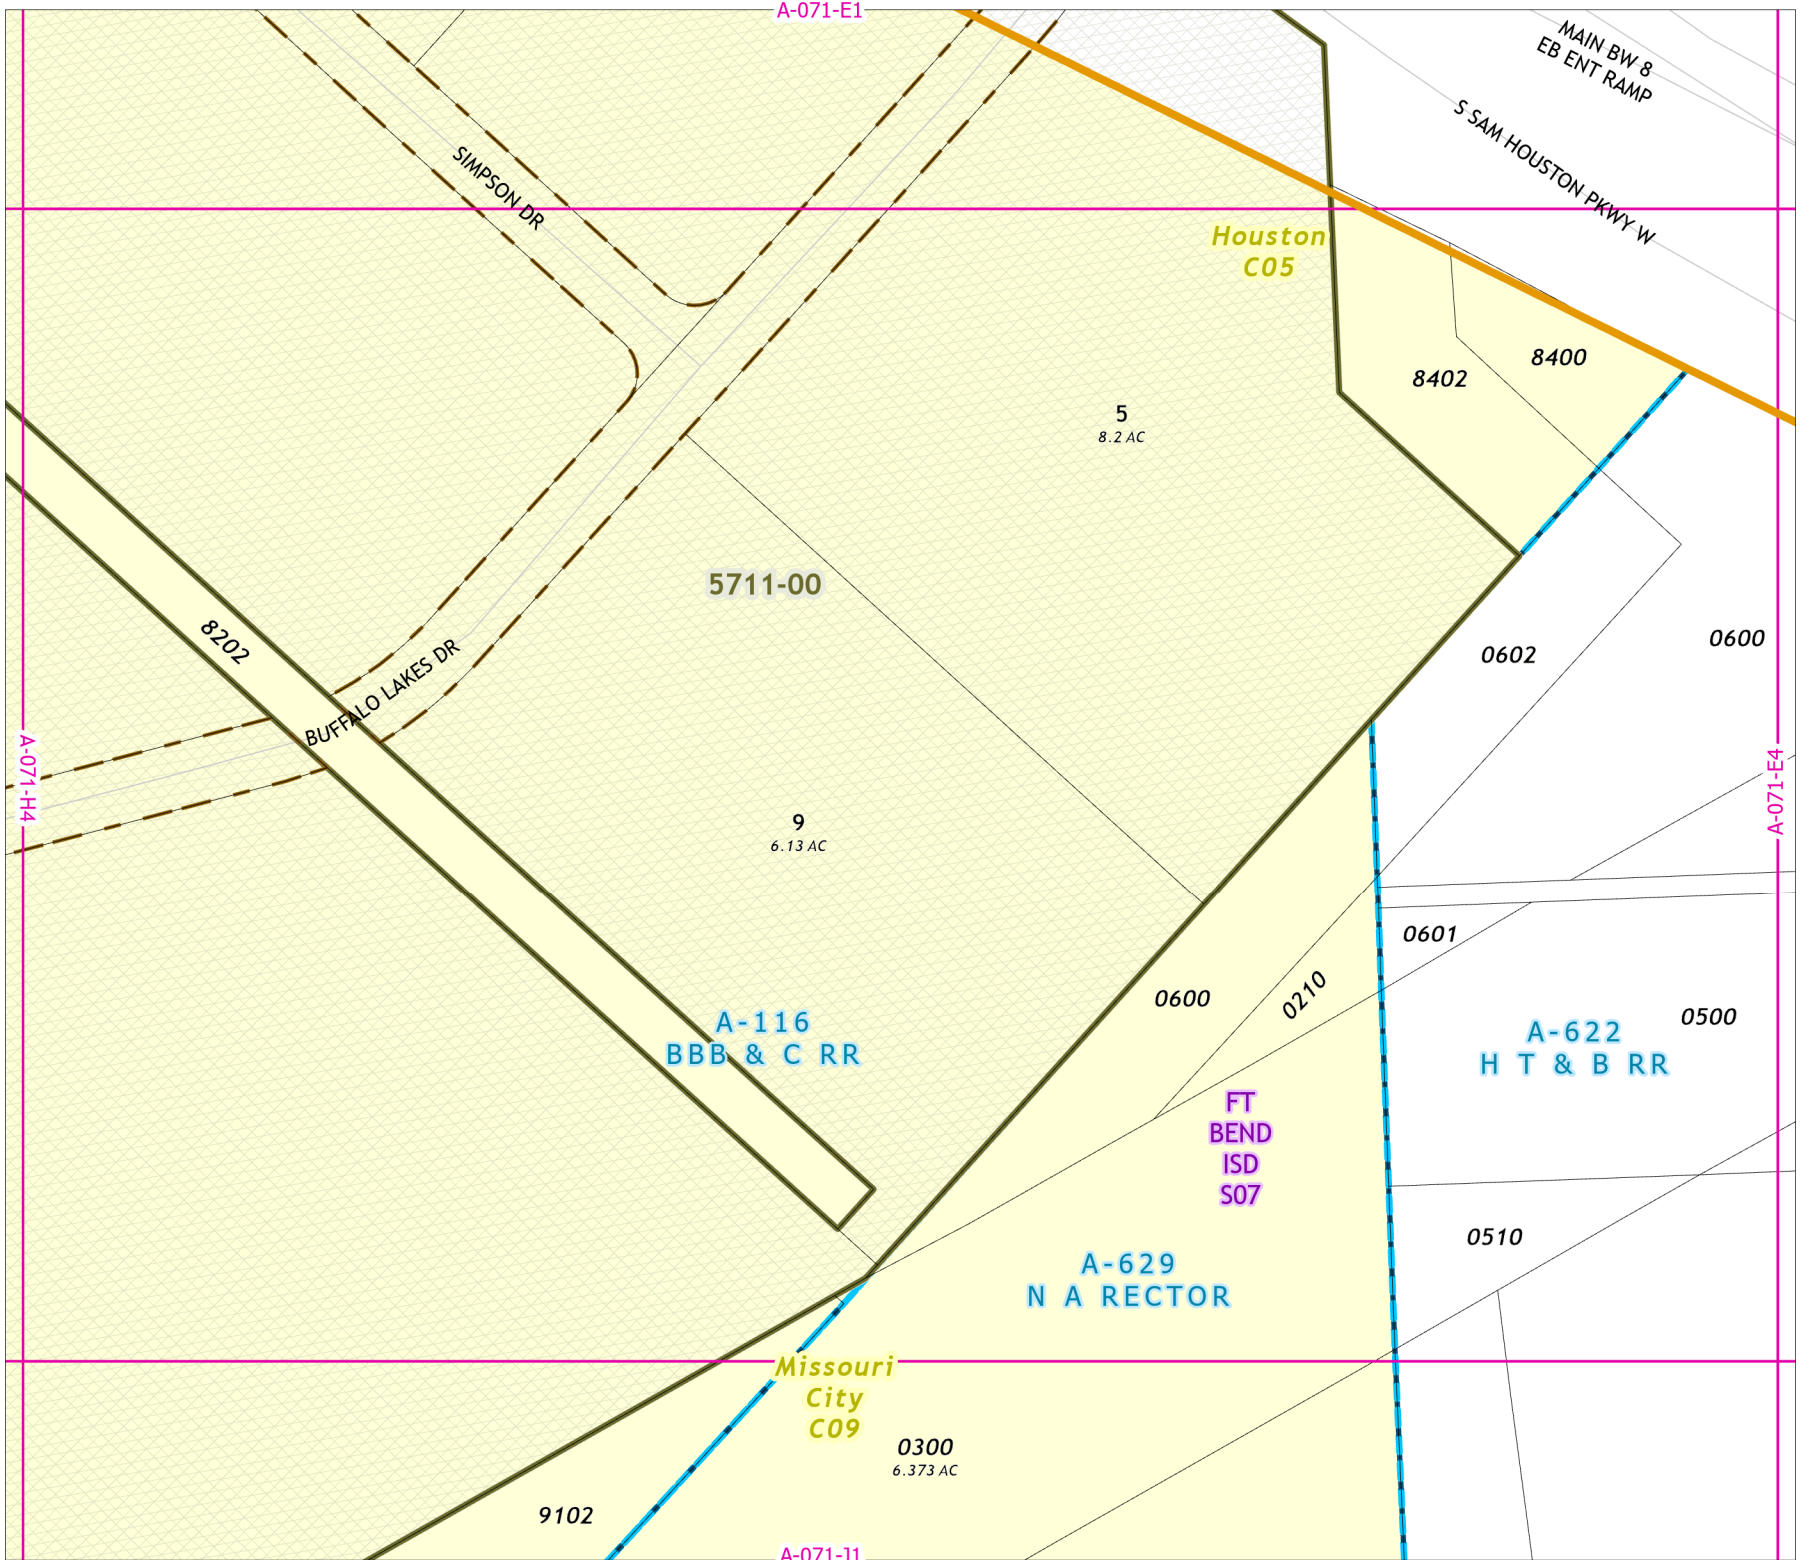 A-071-E1
MAIN BW 8
EB ENT RAMP
S SAM HOUSTON PKWY W
SIMPSON DR
Houston
C05
8400
8402
5
8.2 AC
5711-00
8202
BUFFALO LAKES DR
0602
0600
A-071-H4
A-071-E4
9
6.13 AC
0601
0600
0210
A-116
BBB & C RR
0500
A-622
H T & B RR
FT
BEND
ISD
S07
0510
A-629
N A RECTOR
Missouri
City
C09
0300
6.373 AC
9102
A-071-I1